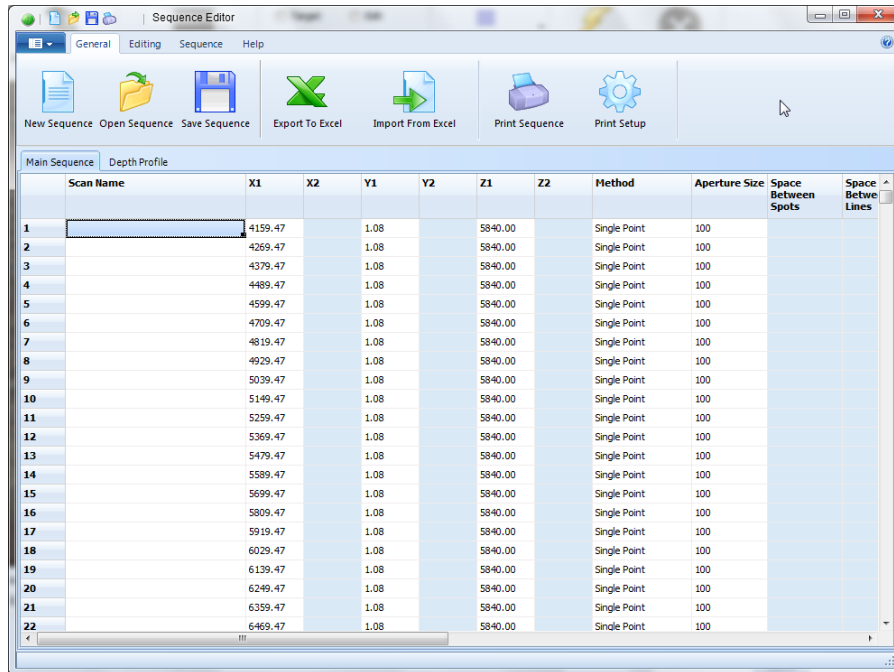 Sequence Editor
General Editing Sequence Help
New Sequence Open Sequence Save Sequence Export To Excel Import From Excel Print Sequence Print Setup
Main Sequence Depth Profile
Scan Name X1 X2 Y1 Y2 Z1 Z2 Method Aperture Size Space Between Spots Space Betwe Lines
1 4159.47 1.08 5840.00 Single Point 100
2 4269.47 1.08 5840.00 Single Point 100
3 4379.47 1.08 5840.00 Single Point 100
4 4489.47 1.08 5840.00 Single Point 100
5 4599.47 1.08 5840.00 Single Point 100
6 4709.47 1.08 5840.00 Single Point 100
7 4819.47 1.08 5840.00 Single Point 100
8 4929.47 1.08 5840.00 Single Point 100
9 5039.47 1.08 5840.00 Single Point 100
10 5149.47 1.08 5840.00 Single Point 100
11 5259.47 1.08 5840.00 Single Point 100
12 5369.47 1.08 5840.00 Single Point 100
13 5479.47 1.08 5840.00 Single Point 100
14 5589.47 1.08 5840.00 Single Point 100
15 5699.47 1.08 5840.00 Single Point 100
16 5809.47 1.08 5840.00 Single Point 100
17 5919.47 1.08 5840.00 Single Point 100
18 6029.47 1.08 5840.00 Single Point 100
19 6139.47 1.08 5840.00 Single Point 100
20 6249.47 1.08 5840.00 Single Point 100
21 6359.47 1.08 5840.00 Single Point 100
22 6469.47 1.08 5840.00 Single Point 100